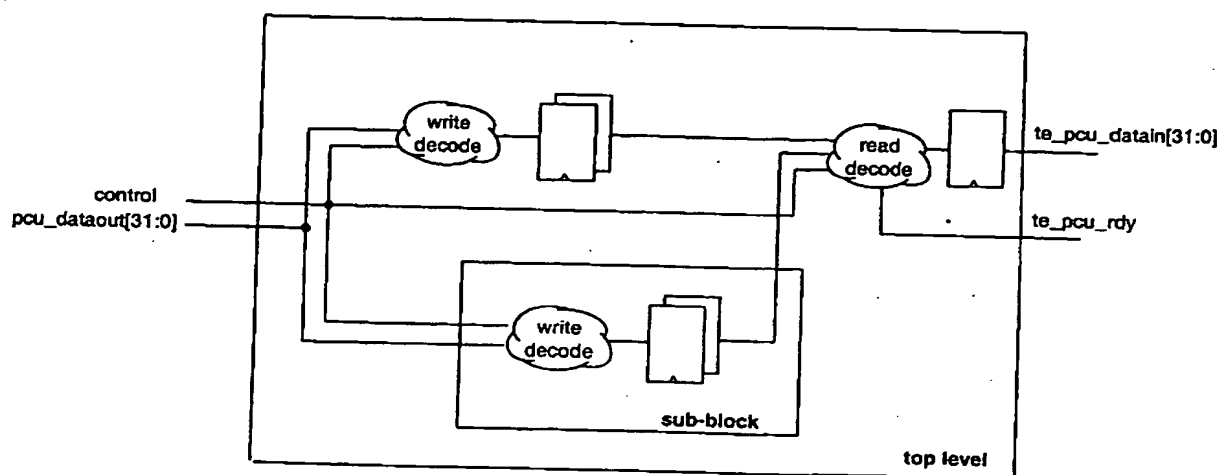 write
decode
read
decode
te_pcu_datain[31:0]
control
pcu_dataout[31:0]
te_pcu_rdy
write
decode
sub-block
top level